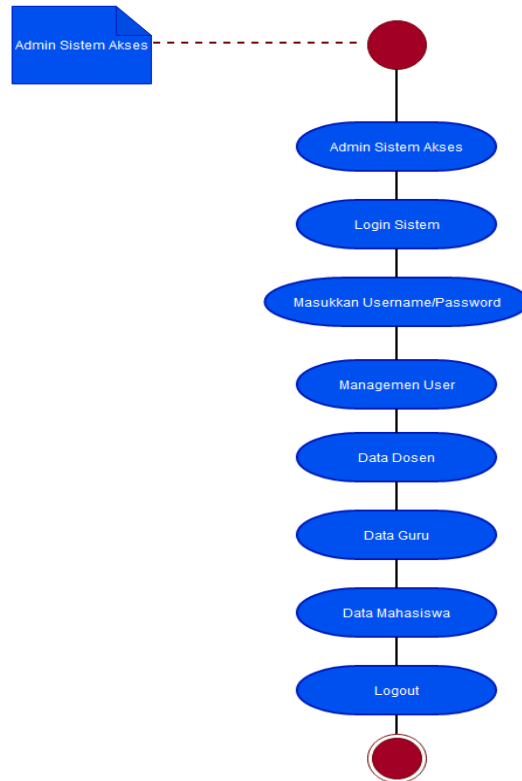 Admin Sistem Akses
Admin Sistem Akses
Login Sistem
Masukkan Username/Password
Managemen User
Data Dosen
Data Guru
Data Mahasiswa
Logout